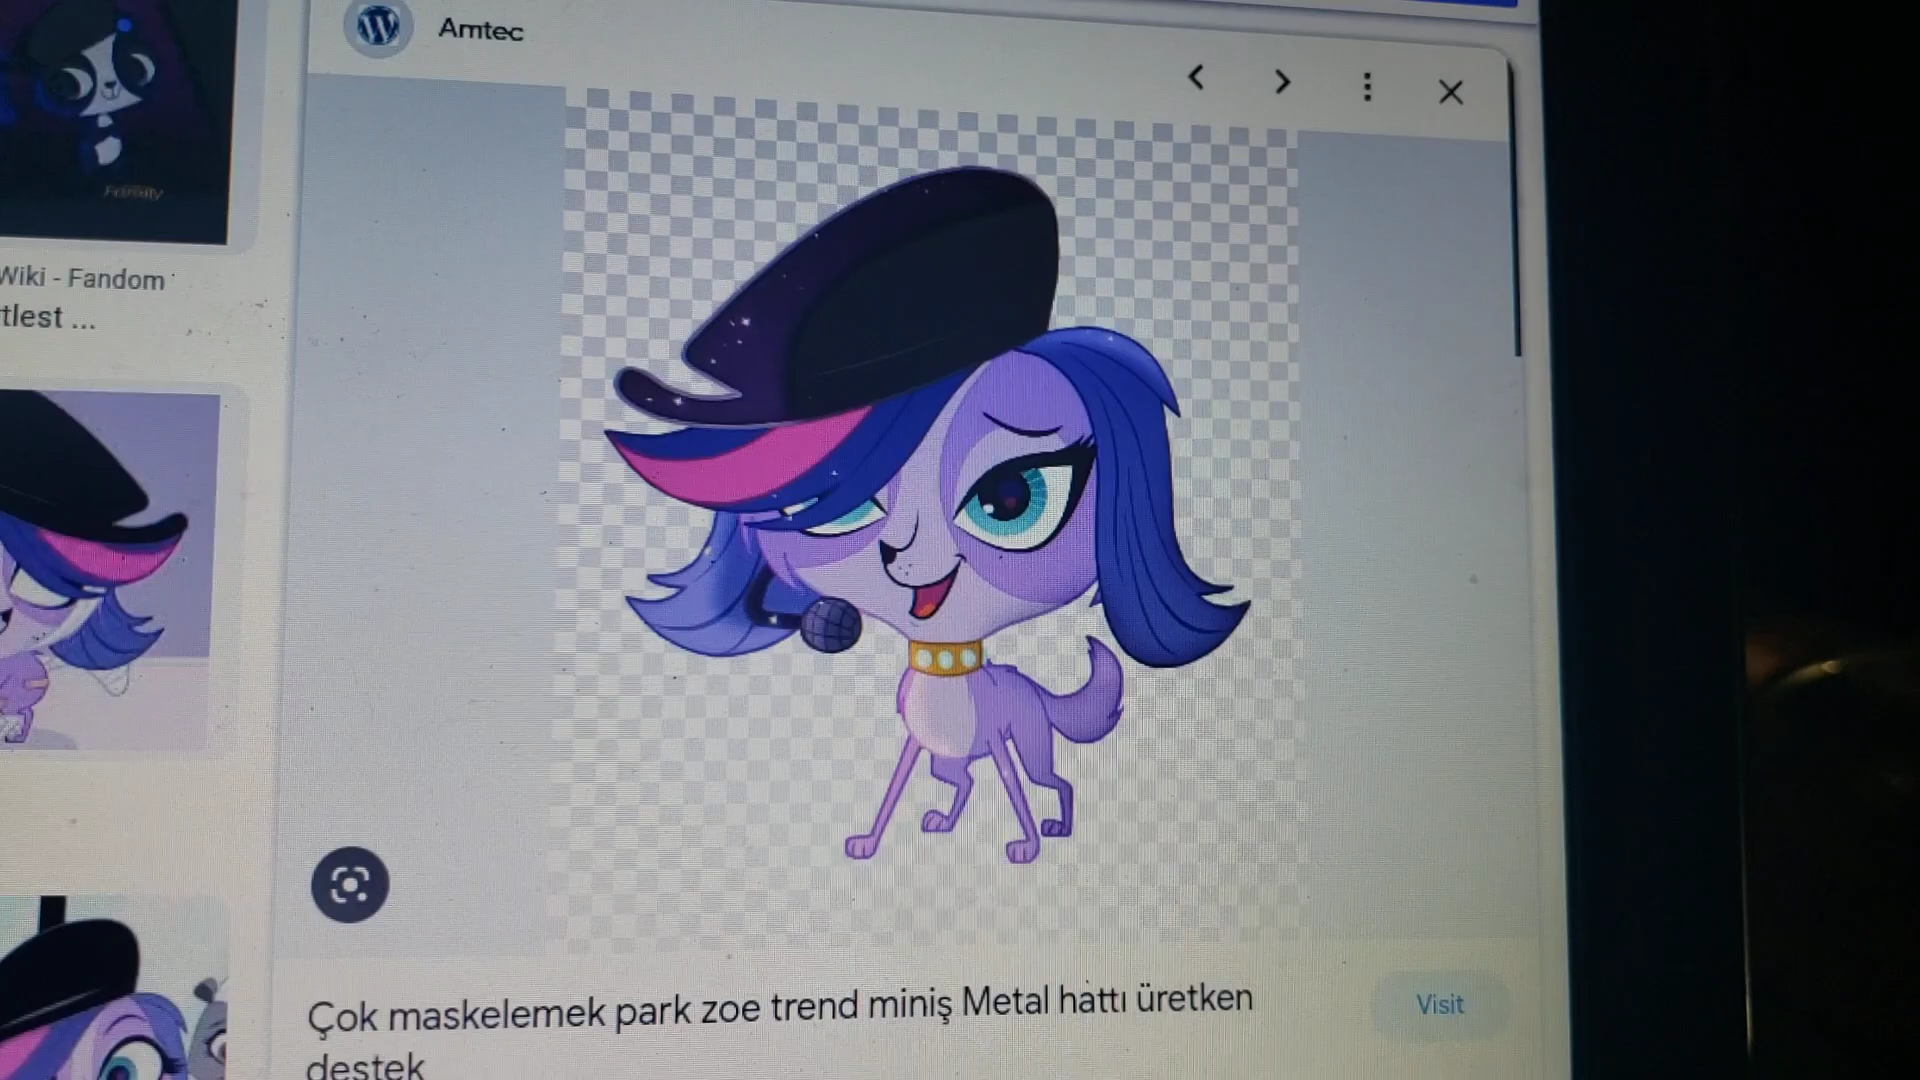 Amtec
Wiki - Fandom
tlest ...
Çok maskelemek park zoe trend miniş Metal hattı üretken
destek
Visit